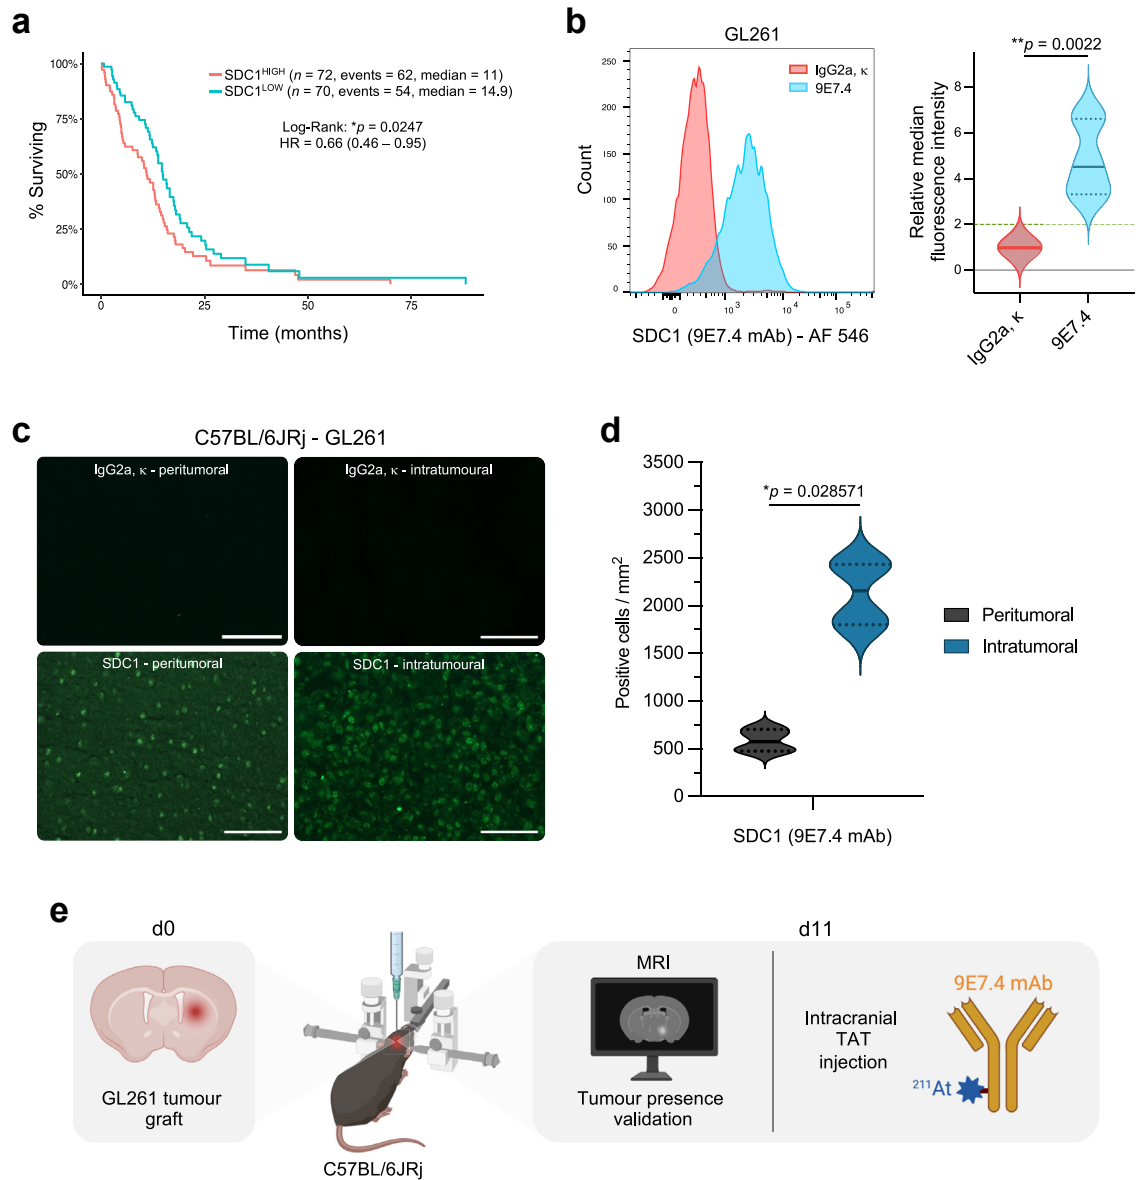 a
100%
75%
50%
25%
0%
% Surviving
0
25
50
75
Time (months)
SDC1HIGH (n = 72, events = 62, median = 11)
SDC1LOW (n = 70, events = 54, median = 14.9)
Log-Rank: *p = 0.0247
HR = 0.66 (0.46 – 0.95)
b
GL261
250
200
150
100
50
0
Count
IgG2a, κ
9E7.4
0
10³
10⁴
10⁵
SDC1 (9E7.4 mAb) - AF 546
**p = 0.0022
8
6
4
2
0
Relative median
fluorescence intensity
IgG2a, κ
9E7.4
c
C57BL/6JRj - GL261
IgG2a, κ - peritumoral
IgG2a, κ - intratumoural
SDC1 - peritumoral
SDC1 - intratumoural
d
3500
3000
2500
2000
1500
1000
500
0
Positive cells / mm²
*p = 0.028571
SDC1 (9E7.4 mAb)
Peritumoral
Intratumoral
e
d0
GL261 tumour
graft
C57BL/6JRj
d11
MRI
Tumour presence
validation
Intracranial
TAT
injection
9E7.4 mAb
²¹¹At